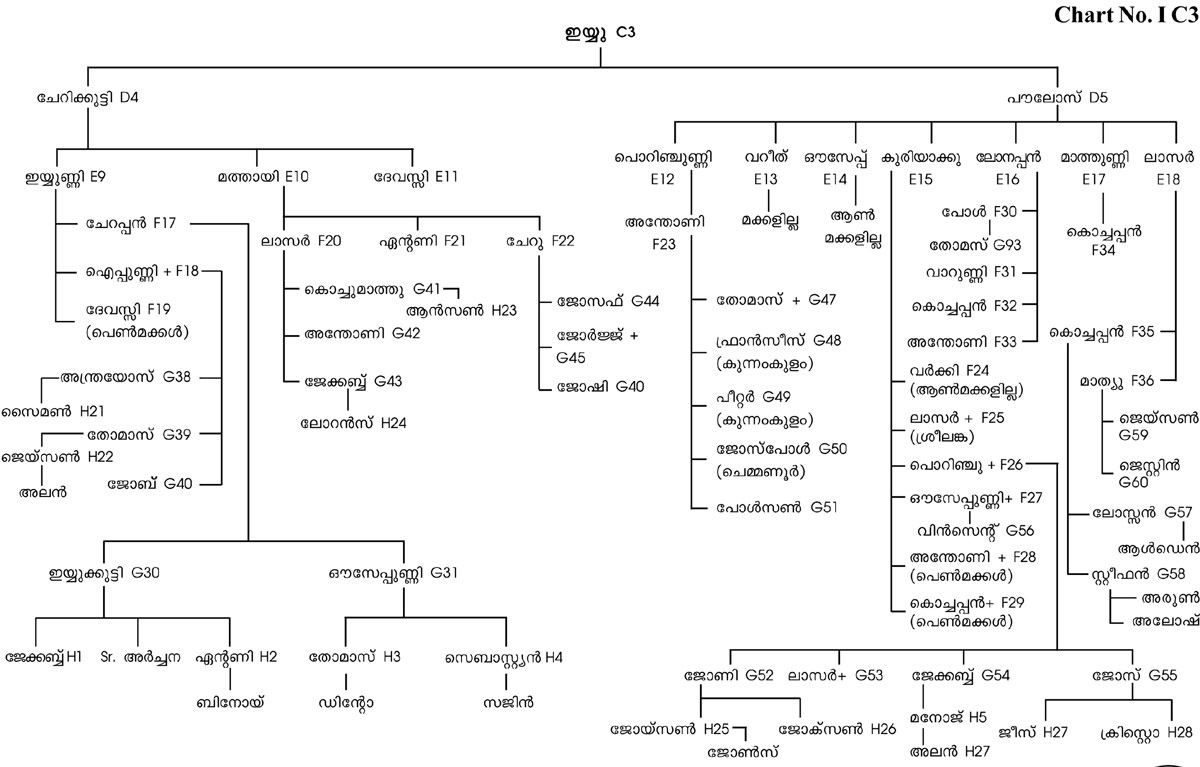 Chart No. I C3
ഇയ്യു C3
ചേറിക്കുട്ടി D4
പൗലോസ് D5
ഇയ്യുണ്ണി E9
മത്തായി E10
ദേവസ്സി E11
പൊറിഞ്ചുണ്ണി
E12
വറീത്
E13
ഔസേപ്പ്
E14
കുരിയാക്കു
E15
ലോനപ്പൻ
E16
മാത്തുണ്ണി
E17
ലാസർ
E18
ചേറപ്പൻ F17
ഐപ്പുണ്ണി + F18
ദേവസ്സി F19
(പെൺമക്കൾ)
ലാസർ F20
ഏന്റണി F21
ചേറു F22
അന്തോണി
F23
മക്കളില്ല
ആൺ
മക്കളില്ല
പോൾ F30
തോമസ് G93
വാറുണ്ണി F31
കൊച്ചപ്പൻ F32
അന്തോണി F33
കൊച്ചപ്പൻ
F34
കൊച്ചപ്പൻ F35
മാത്യു F36
ജെയ്സൺ
G59
ജെസ്റ്റിൻ
G60
ലോസ്സൻ G57
ആൾഡെൻ
സ്റ്റീഫൻ G58
അരുൺ
അലോഷ്
അന്ത്രയോസ് G38
സൈമൺ H21
തോമാസ് G39
ജെയ്സൺ H22
അലൻ
ജോബ് G40
കൊച്ചുമാത്തു G41
ആൻസൺ H23
അന്തോണി G42
ജേക്കബ്ബ് G43
ലോറൻസ് H24
ജോസഫ് G44
ജോർജ്ജ് +
G45
ജോഷി G40
തോമാസ് + G47
ഫ്രാൻസീസ് G48
(കുന്നംകുളം)
പീറ്റർ G49
(കുന്നംകുളം)
ജോസ്പോൾ G50
(ചെമ്മണൂർ)
പോൾസൺ G51
വർക്കി F24
(ആൺമക്കളില്ല)
ലാസർ + F25
(ശ്രീലങ്ക)
പൊറിഞ്ചു + F26
ഔസേപ്പുണ്ണി+ F27
വിൻസെന്റ് G56
അന്തോണി + F28
(പെൺമക്കൾ)
കൊച്ചപ്പൻ+ F29
(പെൺമക്കൾ)
ഇയ്യുക്കുട്ടി G30
ഔസേപ്പുണ്ണി G31
ജേക്കബ്ബ് H1
Sr. അർച്ചന
ഏന്റണി H2
ബിനോയ്
തോമാസ് H3
ഡിന്റോ
സെബാസ്റ്റ്യൻ H4
സജിൻ
ജോണി G52
ലാസർ+ G53
ജേക്കബ്ബ് G54
ജോസ് G55
ജോയ്സൺ H25
ജോൺസ്
ജോക്സൺ H26
മനോജ് H5
അലൻ H27
ജീസ് H27
ക്രിസ്റ്റൊ H28